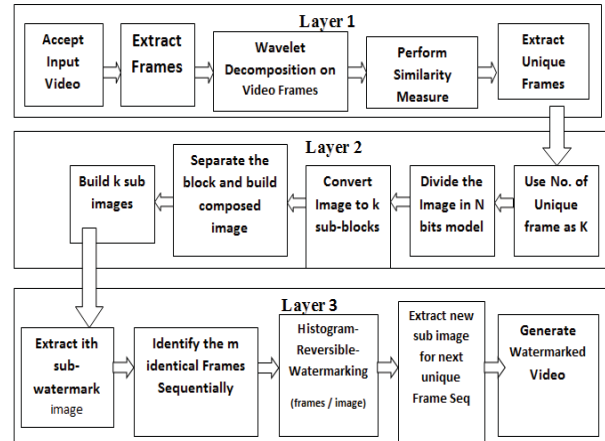 Layer 1
Accept
Input
Video
Extract
Frames
Wavelet
Decomposition on
Video Frames
Perform
Similarity
Measure
Extract
Unique
Frames
Layer 2
Build k sub
images
Separate the
block and build
composed
image
Convert
Image to k
sub-blocks
Divide the
Image in N
bits model
Use No. of
Unique
frame as K
Layer 3
Extract ith
sub-
watermark
image
Identify the m
identical Frames
Sequentially
Histogram-
Reversible-
Watermarking
(frames / image)
Extract new
sub image
for next
unique
Frame Seq
Generate
Watermarked
Video